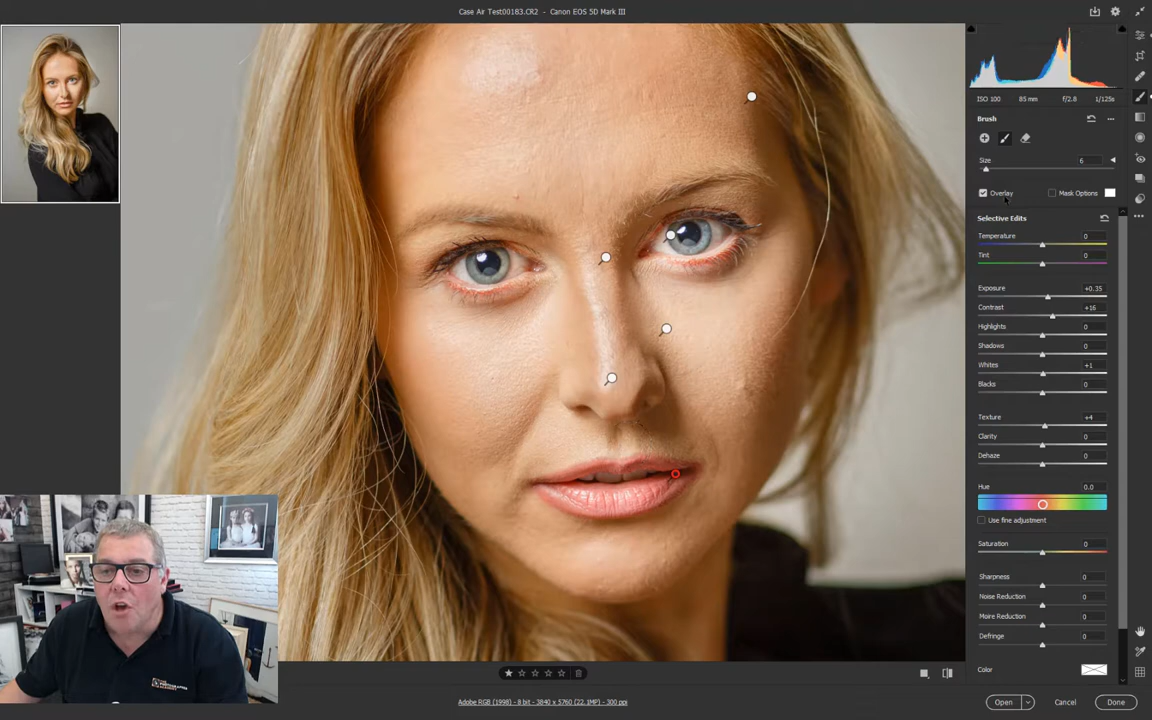 Case Air Test00183.CR2 - Canon EOS 5D Mark III
ISO 100 85 mm f/2.8 1/125s
Brush
Size 6
Overlay Mask Options
Selective Edits
Temperature 0
Tint 0
Exposure +0.35
Contrast +16
Highlights 0
Shadows 0
Whites +1
Blacks 0
Texture +4
Clarity 0
Dehaze 0
Hue 0.0
Use fine adjustment
Saturation 0
Sharpness 0
Noise Reduction 0
Moire Reduction 0
Defringe 0
Color
Adobe RGB (1998) - 8 bit - 3840 x 5760 (22.1MP) - 300 ppi
Open Cancel Done